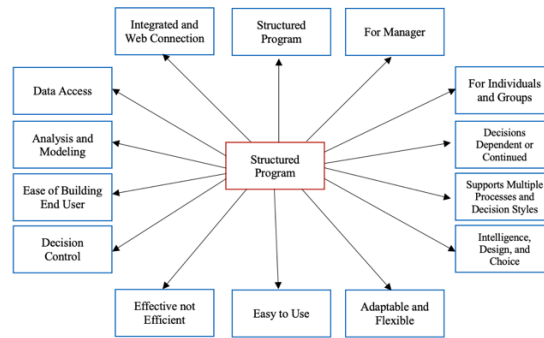 Integrated and
Web Connection
Structured
Program
For Manager
Data Access
For Individuals
and Groups
Analysis and
Modeling
Structured
Program
Decisions
Dependent or
Continued
Ease of Building
End User
Supports Multiple
Processes and
Decision Styles
Decision
Control
Intelligence,
Design, and
Choice
Effective not
Efficient
Easy to Use
Adaptable and
Flexible